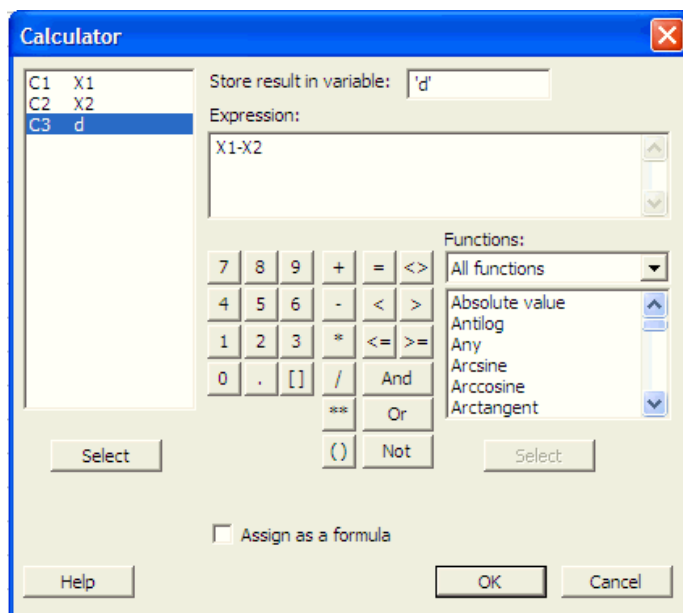 Calculator
C1 X1
C2 X2
C3 d
Store result in variable: 'd'
Expression:
X1-X2
Functions:
All functions
7 8 9 + = <>
4 5 6 - < >
1 2 3 * <= >=
0 . [] / And
** Or
() Not
Absolute value
Antilog
Any
Arcsine
Arccosine
Arctangent
Select
Select
Assign as a formula
Help
OK
Cancel